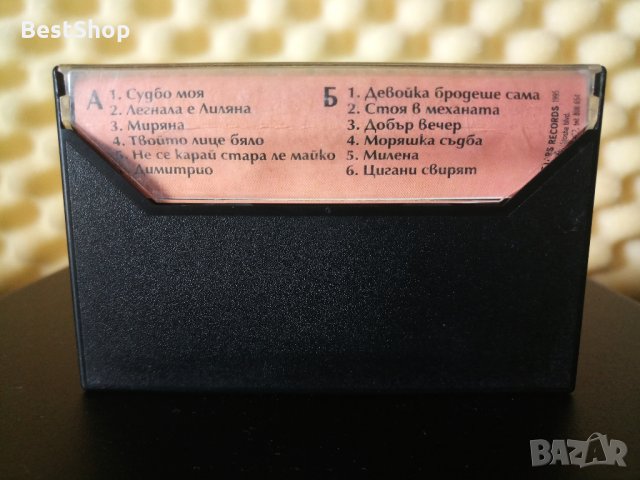 BestShop
А
1. Судбо моя
2. Легнала е Лиляна
3. Миряна
4. Твойто лице бяло
5. Не се карай стара ле майко
Димитрио
Б
1. Девойка бродеше сама
2. Стоя в механата
3. Добър вечер
4. Моряшка съдба
5. Милена
6. Цигани свирят
RECORDS 1995
BAZAR